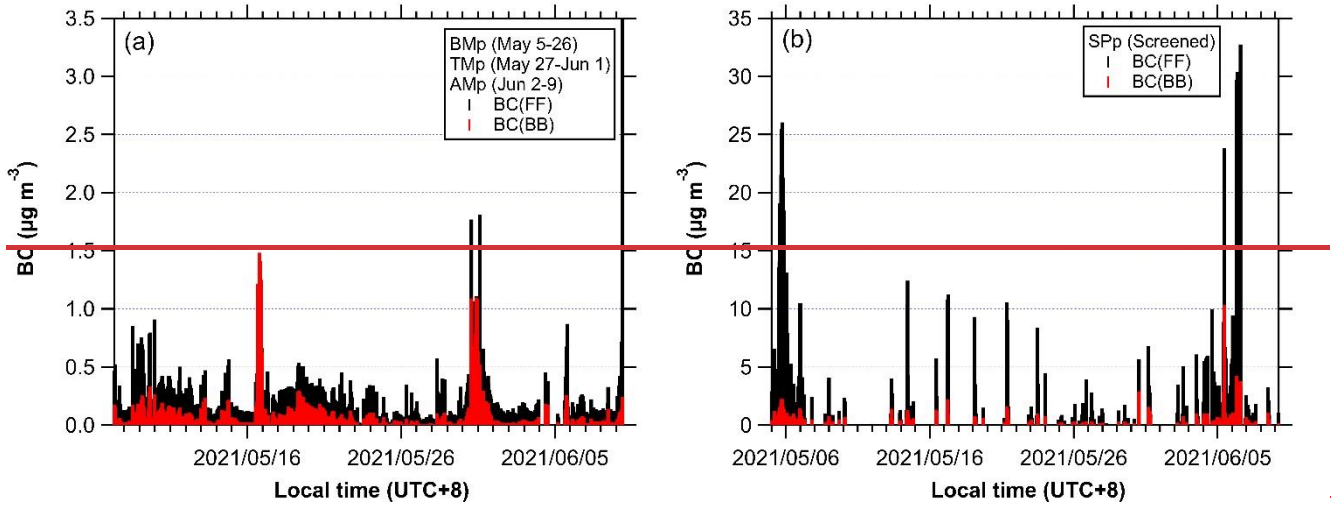 (a)
BMp (May 5-26)
TMp (May 27-Jun 1)
AMp (Jun 2-9)
BC(FF)
BC(BB)
3.5
3.0
2.5
2.0
1.5
1.0
0.5
0.0
BC (µg m-3)
2021/05/16
2021/05/26
2021/06/05
Local time (UTC+8)
(b)
SPp (Screened)
BC(FF)
BC(BB)
35
30
25
20
15
10
5
0
BC (µg m-3)
2021/05/06
2021/05/16
2021/05/26
2021/06/05
Local time (UTC+8)